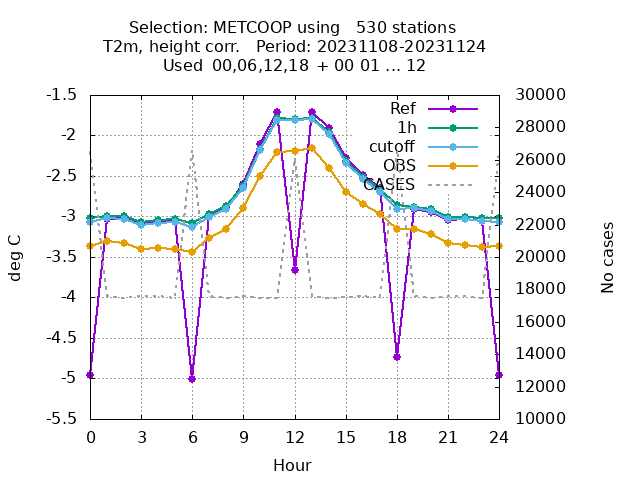 Selection: METCOOP using   530 stations
T2m, height corr.   Period: 20231108-20231124
Used  00,06,12,18  + 00 01 ... 12
-1.5
-2
-2.5
-3
-3.5
-4
-4.5
-5
-5.5
deg C
30000
28000
26000
24000
22000
20000
18000
16000
14000
12000
10000
No cases
Ref
1h
cutoff
OBS
CASES
0 3 6 9 12 15 18 21 24
Hour